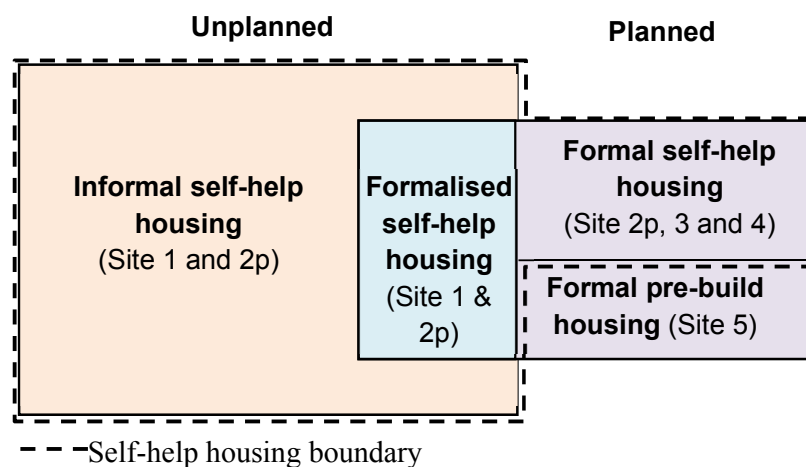 Unplanned
Planned
Informal self-help
housing
(Site 1 and 2p)
Formalised
self-help
housing
(Site 1 &
2p)
Formal self-help
housing
(Site 2p, 3 and 4)
Formal pre-build
housing (Site 5)
Self-help housing boundary